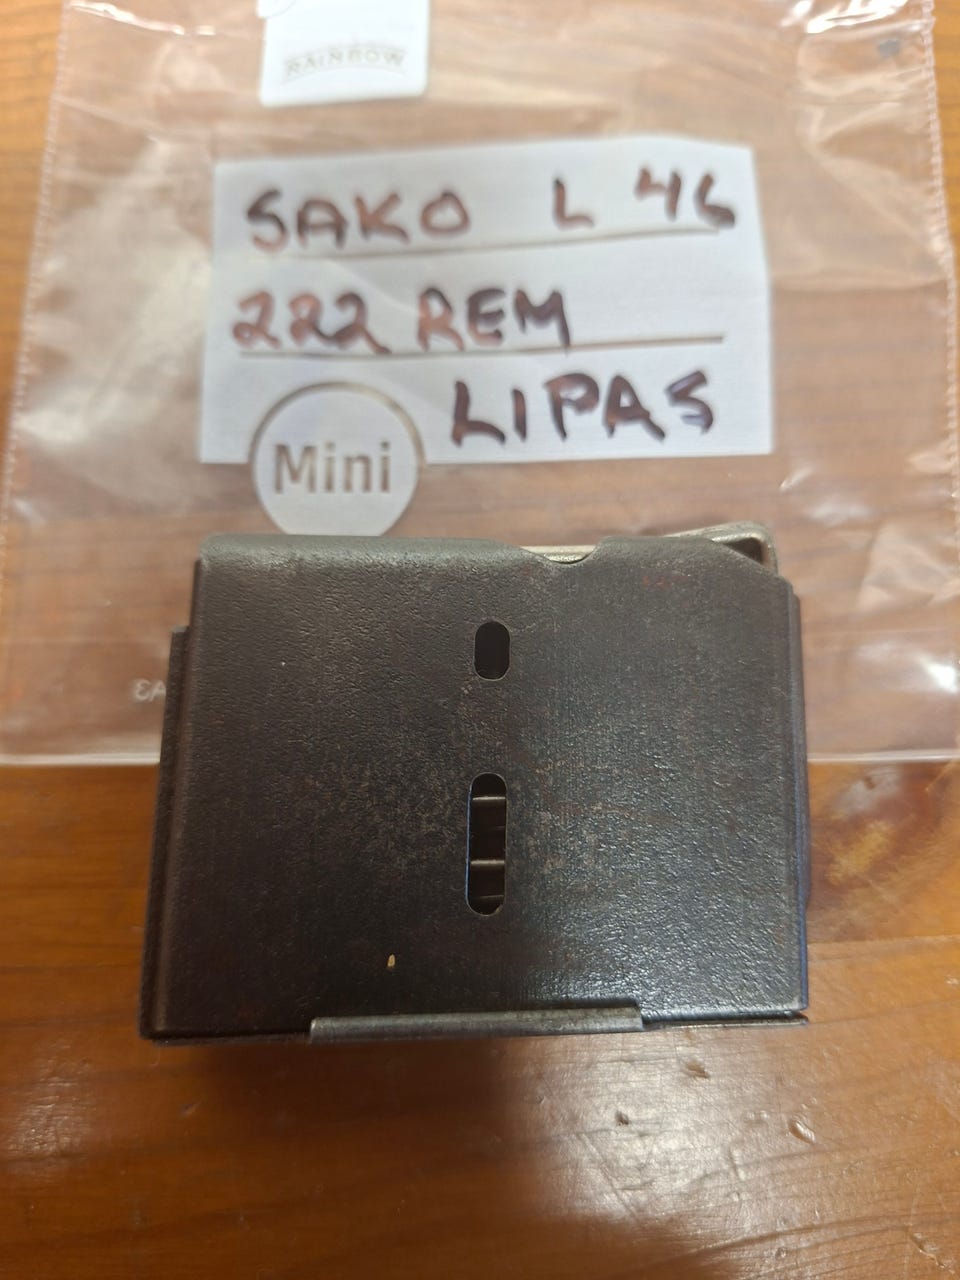 RAINBOW
SAKO L 46
222 REM
LIPAS
Mini